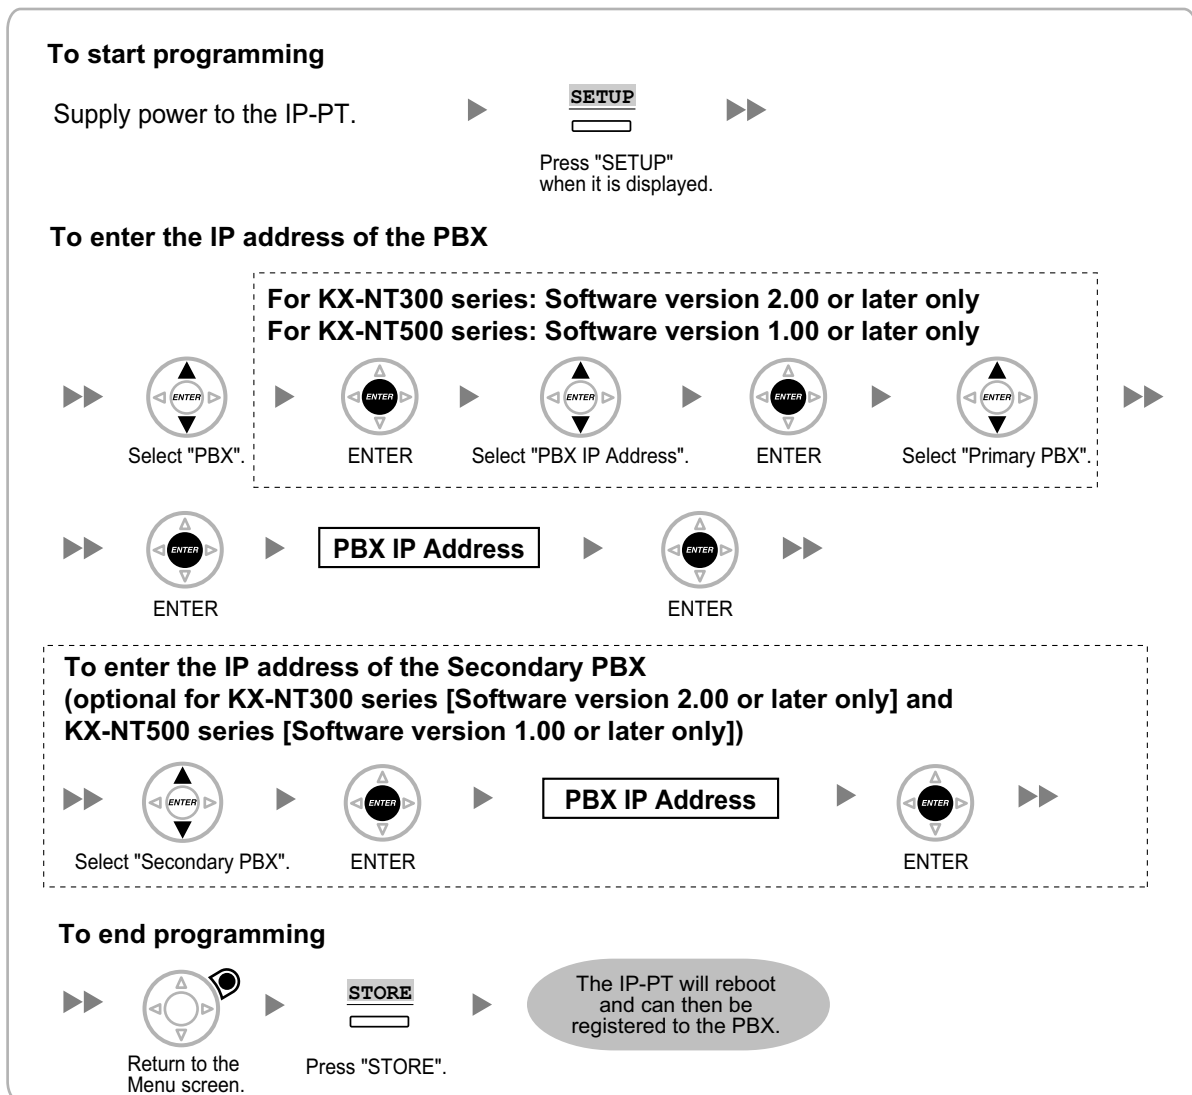 To start programming
Supply power to the IP-PT.
SETUP
Press "SETUP"
when it is displayed.
To enter the IP address of the PBX
For KX-NT300 series: Software version 2.00 or later only
For KX-NT500 series: Software version 1.00 or later only
ENTER ENTER ENTER ENTER ENTER
Select "PBX". ENTER Select "PBX IP Address". ENTER Select "Primary PBX".
ENTER PBX IP Address ENTER
ENTER ENTER
To enter the IP address of the Secondary PBX
(optional for KX-NT300 series [Software version 2.00 or later only] and
KX-NT500 series [Software version 1.00 or later only])
ENTER ENTER PBX IP Address ENTER
Select "Secondary PBX". ENTER ENTER
To end programming
STORE
Return to the
Menu screen.
Press "STORE".
The IP-PT will reboot
and can then be
registered to the PBX.